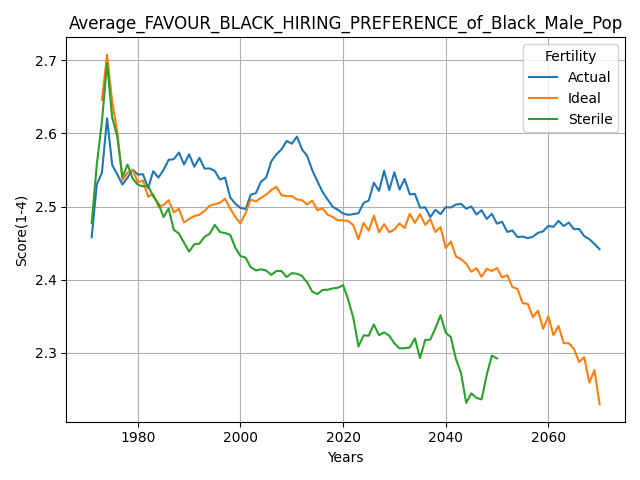 Average_FAVOUR_BLACK_HIRING_PREFERENCE_of_Black_Male_Pop
Fertility
Actual
Ideal
Sterile
Score(1-4)
2.7
2.6
2.5
2.4
2.3
1980 2000 2020 2040 2060
Years